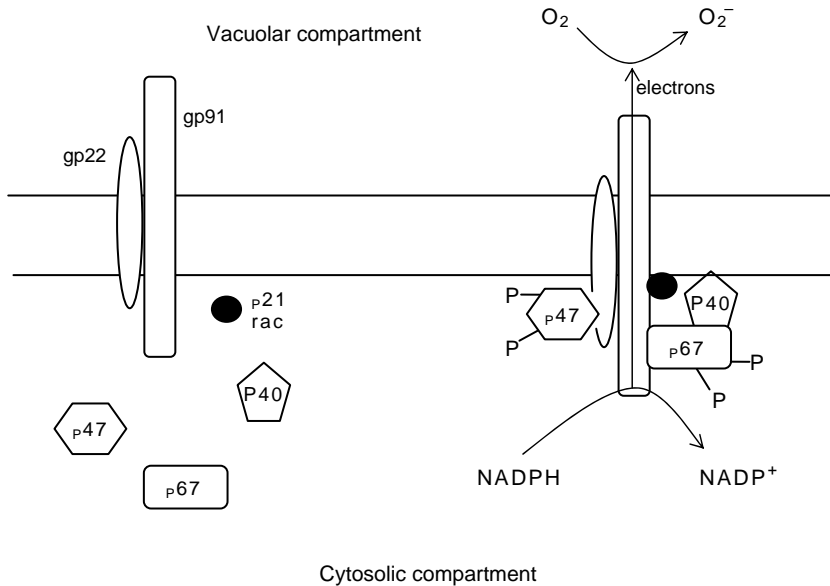 Vacuolar compartment
O₂
O₂⁻
electrons
gp91
gp22
P21
rac
P40
P47
P67
P
P
P47
P40
P67
P
P
NADPH
NADP⁺
Cytosolic compartment